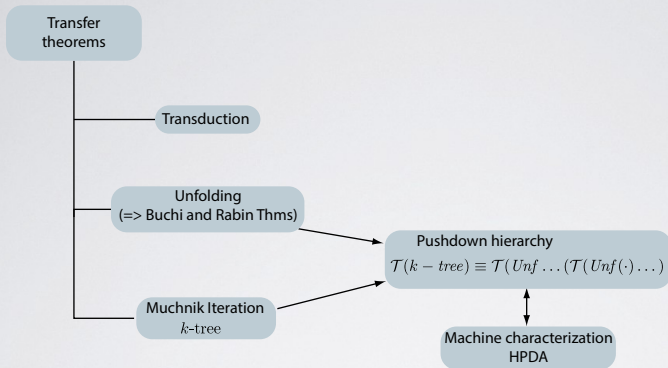 Transfer
theorems
Transduction
Unfolding
(=> Buchi and Rabin Thms)
Pushdown hierarchy
𝒯(k − tree) ≡ 𝒯(Unf … (𝒯(Unf(·) …)
Muchnik Iteration
k-tree
Machine characterization
HPDA